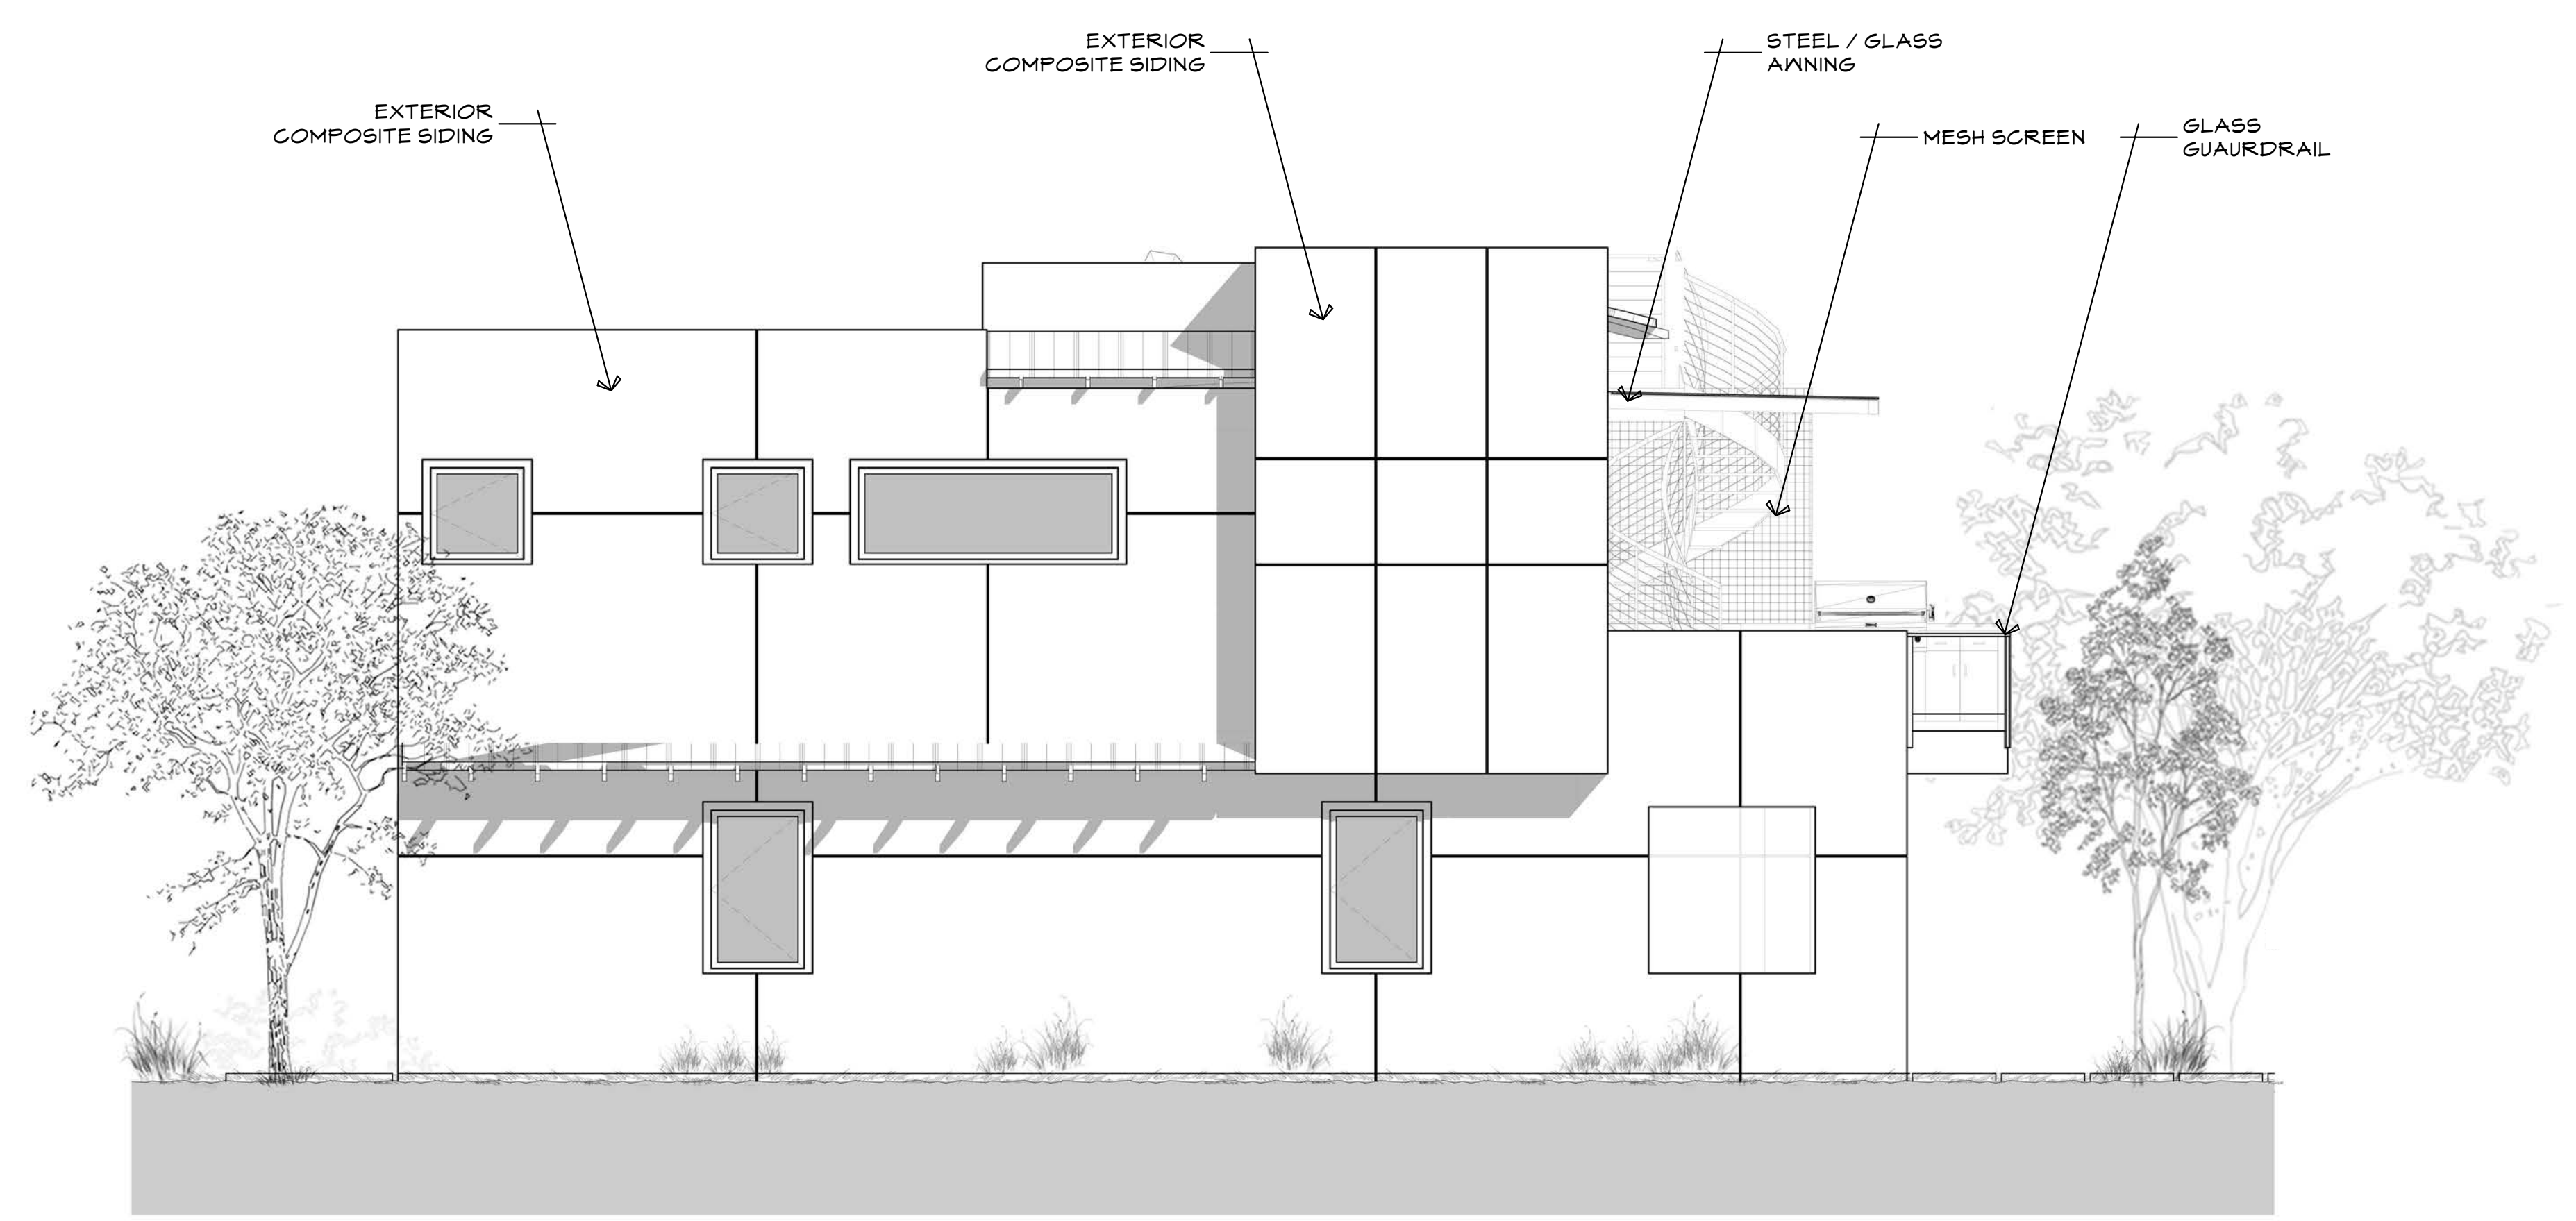 EXTERIOR
COMPOSITE SIDING
EXTERIOR
COMPOSITE SIDING
STEEL / GLASS
AWNING
MESH SCREEN
GLASS
GUAURDRAIL